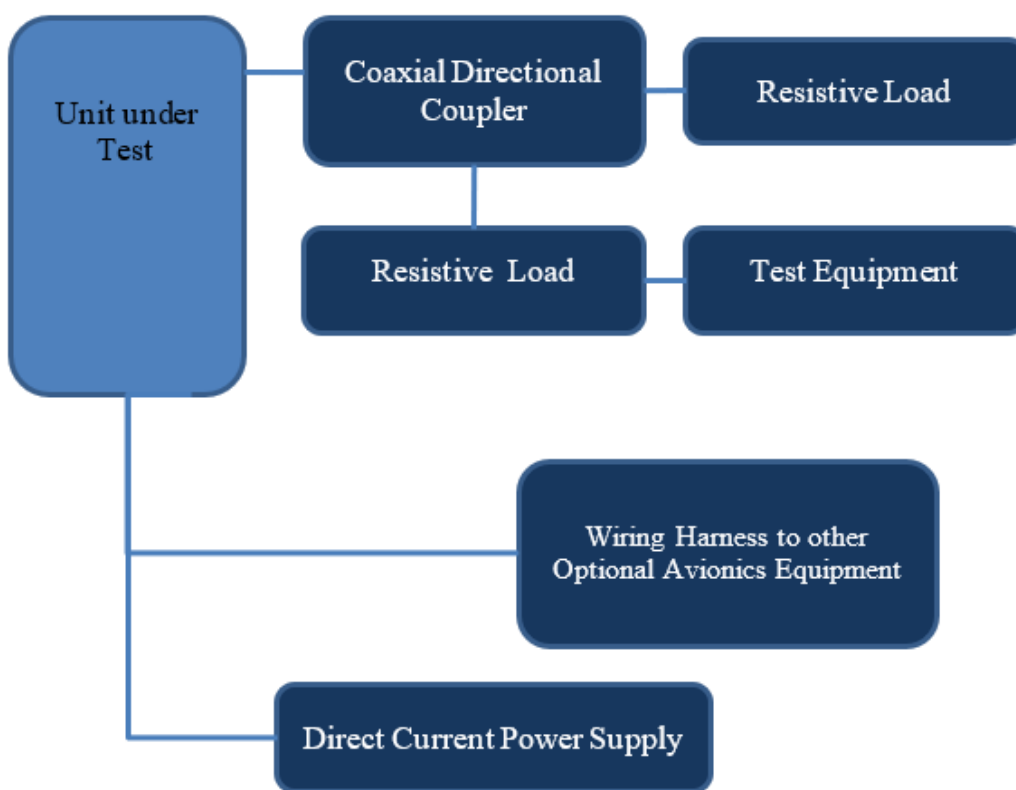 Unit under
Test
Coaxial Directional
Coupler
Resistive Load
Resistive Load
Test Equipment
Wiring Harness to other
Optional Avionics Equipment
Direct Current Power Supply